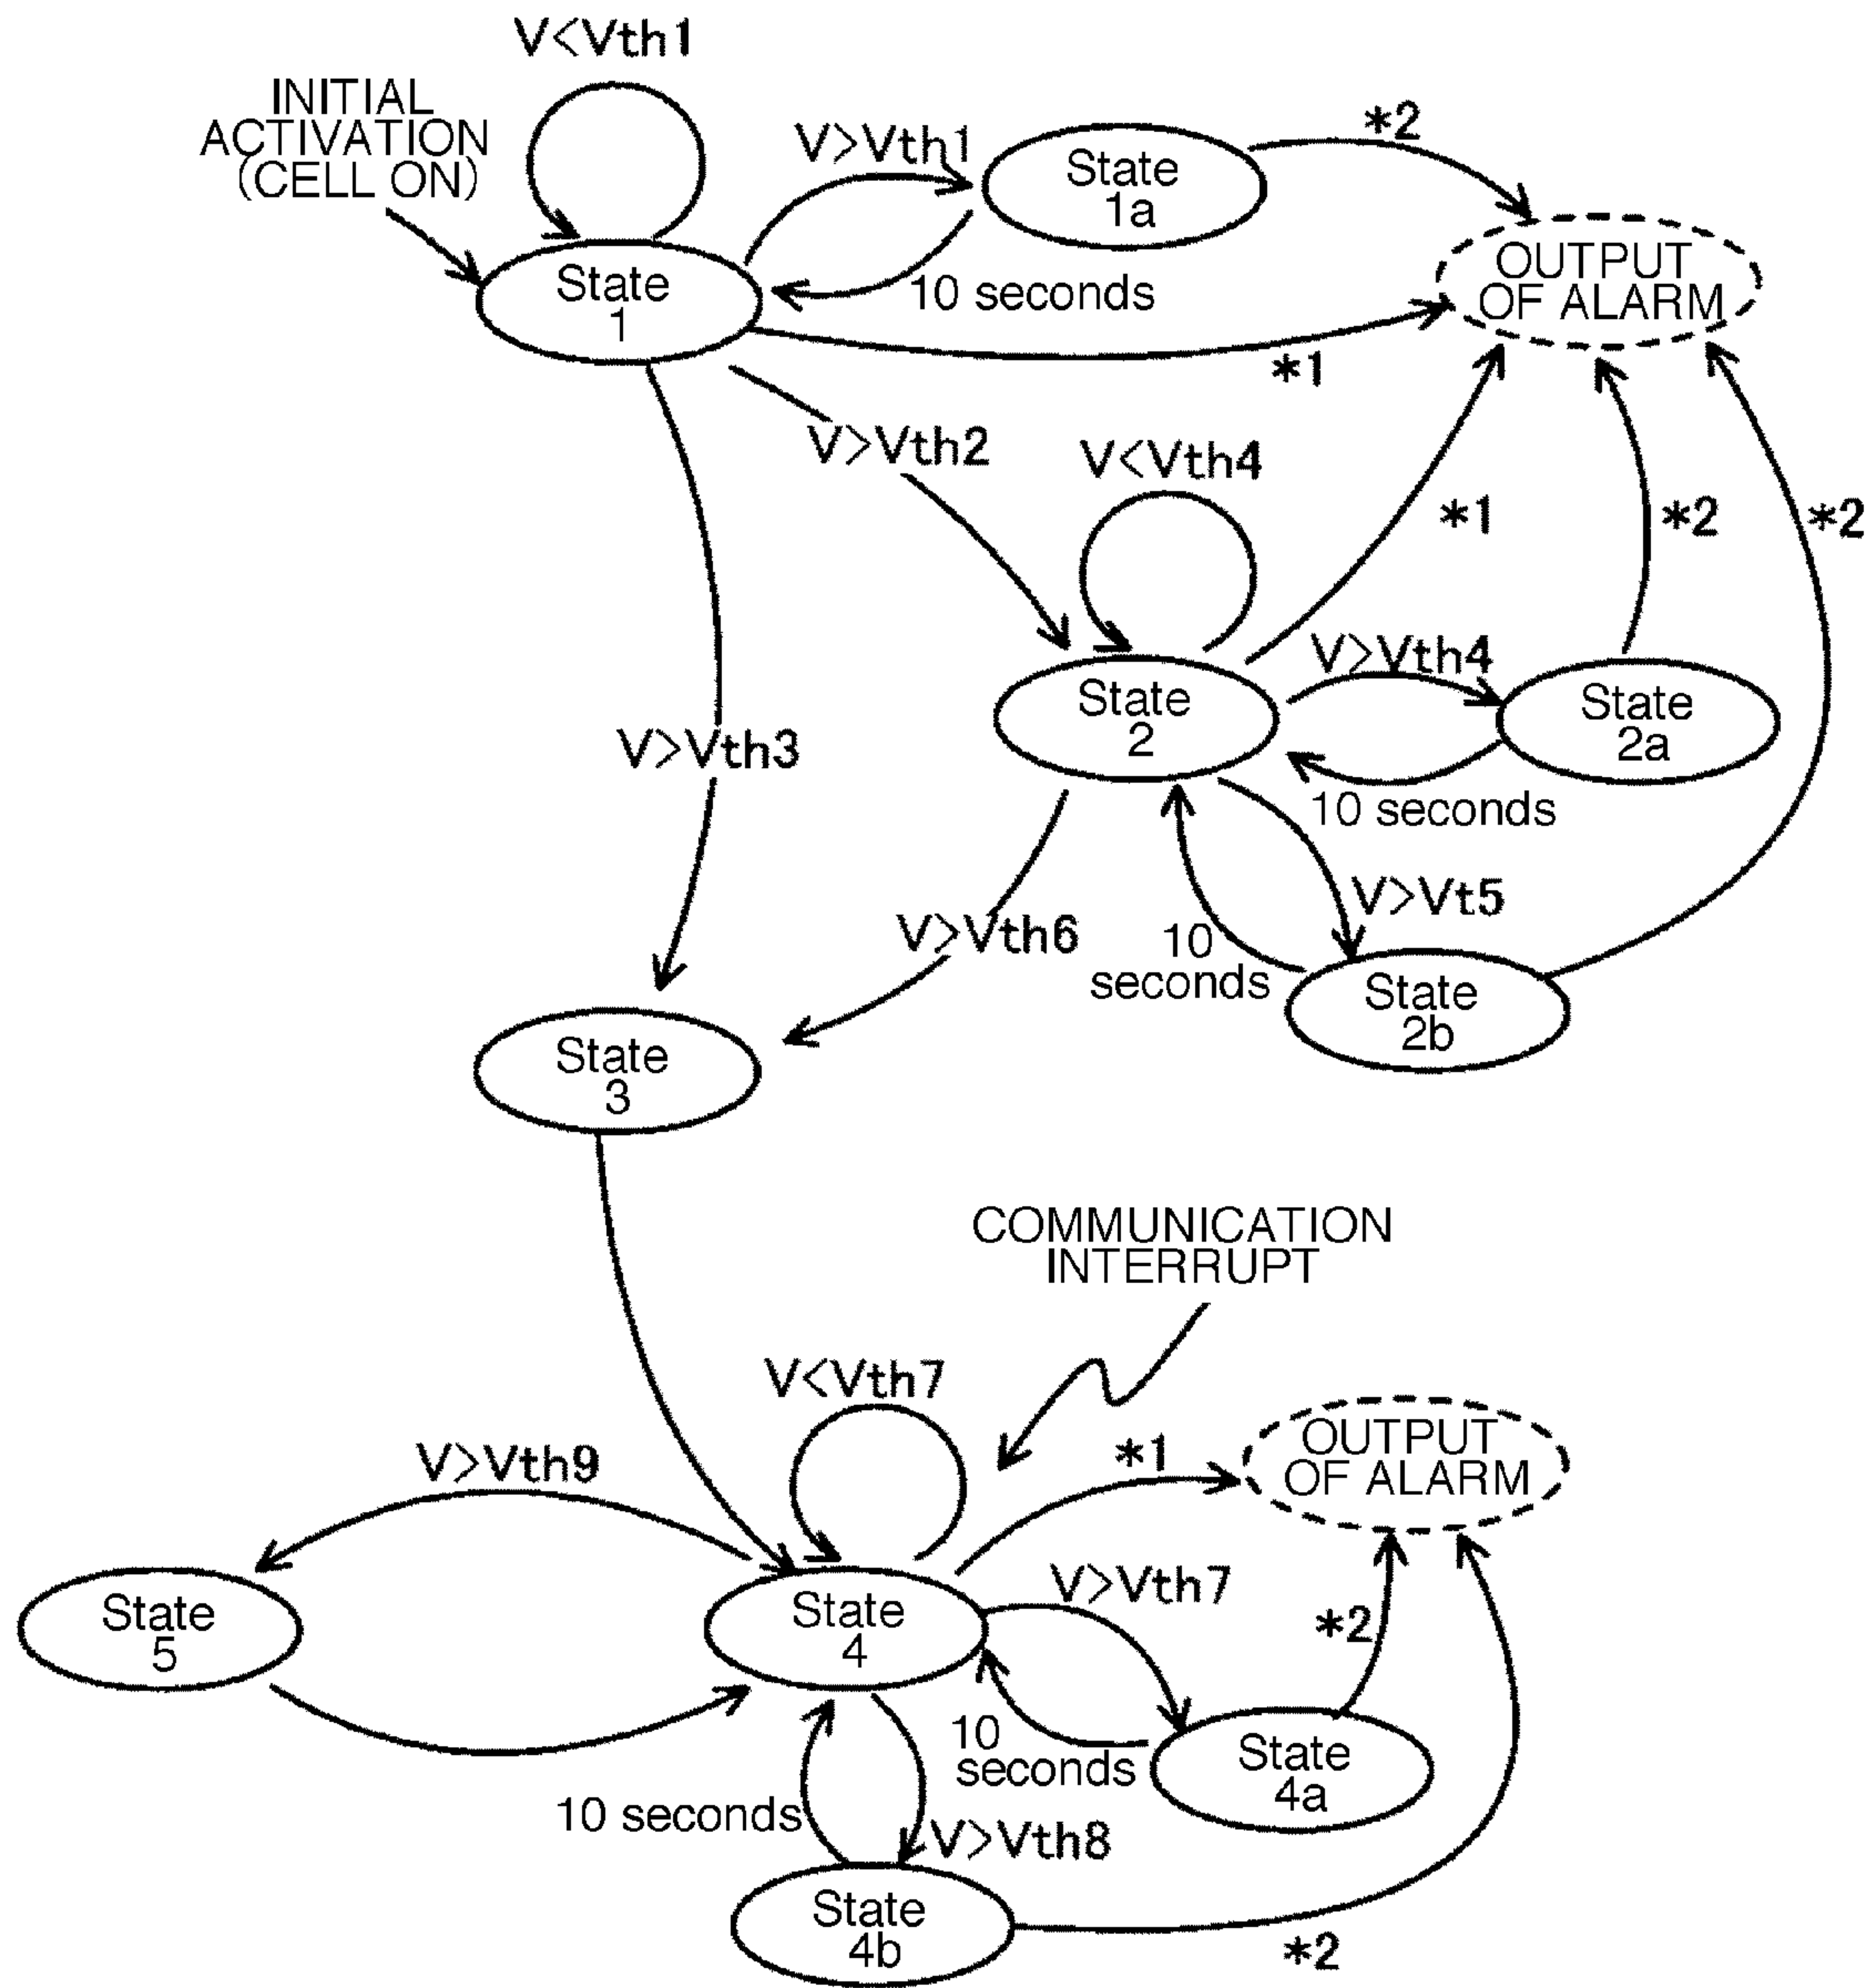 V<Vth1
INITIAL
ACTIVATION
(CELL ON)
V>Vth1
State
1a
*2
OUTPUT
OF ALARM
State
1
10 seconds
*1
V>Vth2
V<Vth4
*1
*2
*2
V>Vth3
State
2
V>Vth4
State
2a
10 seconds
V>Vth6
10
seconds
V>Vt5
State
2b
State
3
COMMUNICATION
INTERRUPT
V<Vth7
V>Vth9
*1
OUTPUT
OF ALARM
State
5
State
4
V>Vth7
*2
10
seconds
State
4a
10 seconds
V>Vth8
State
4b
*2